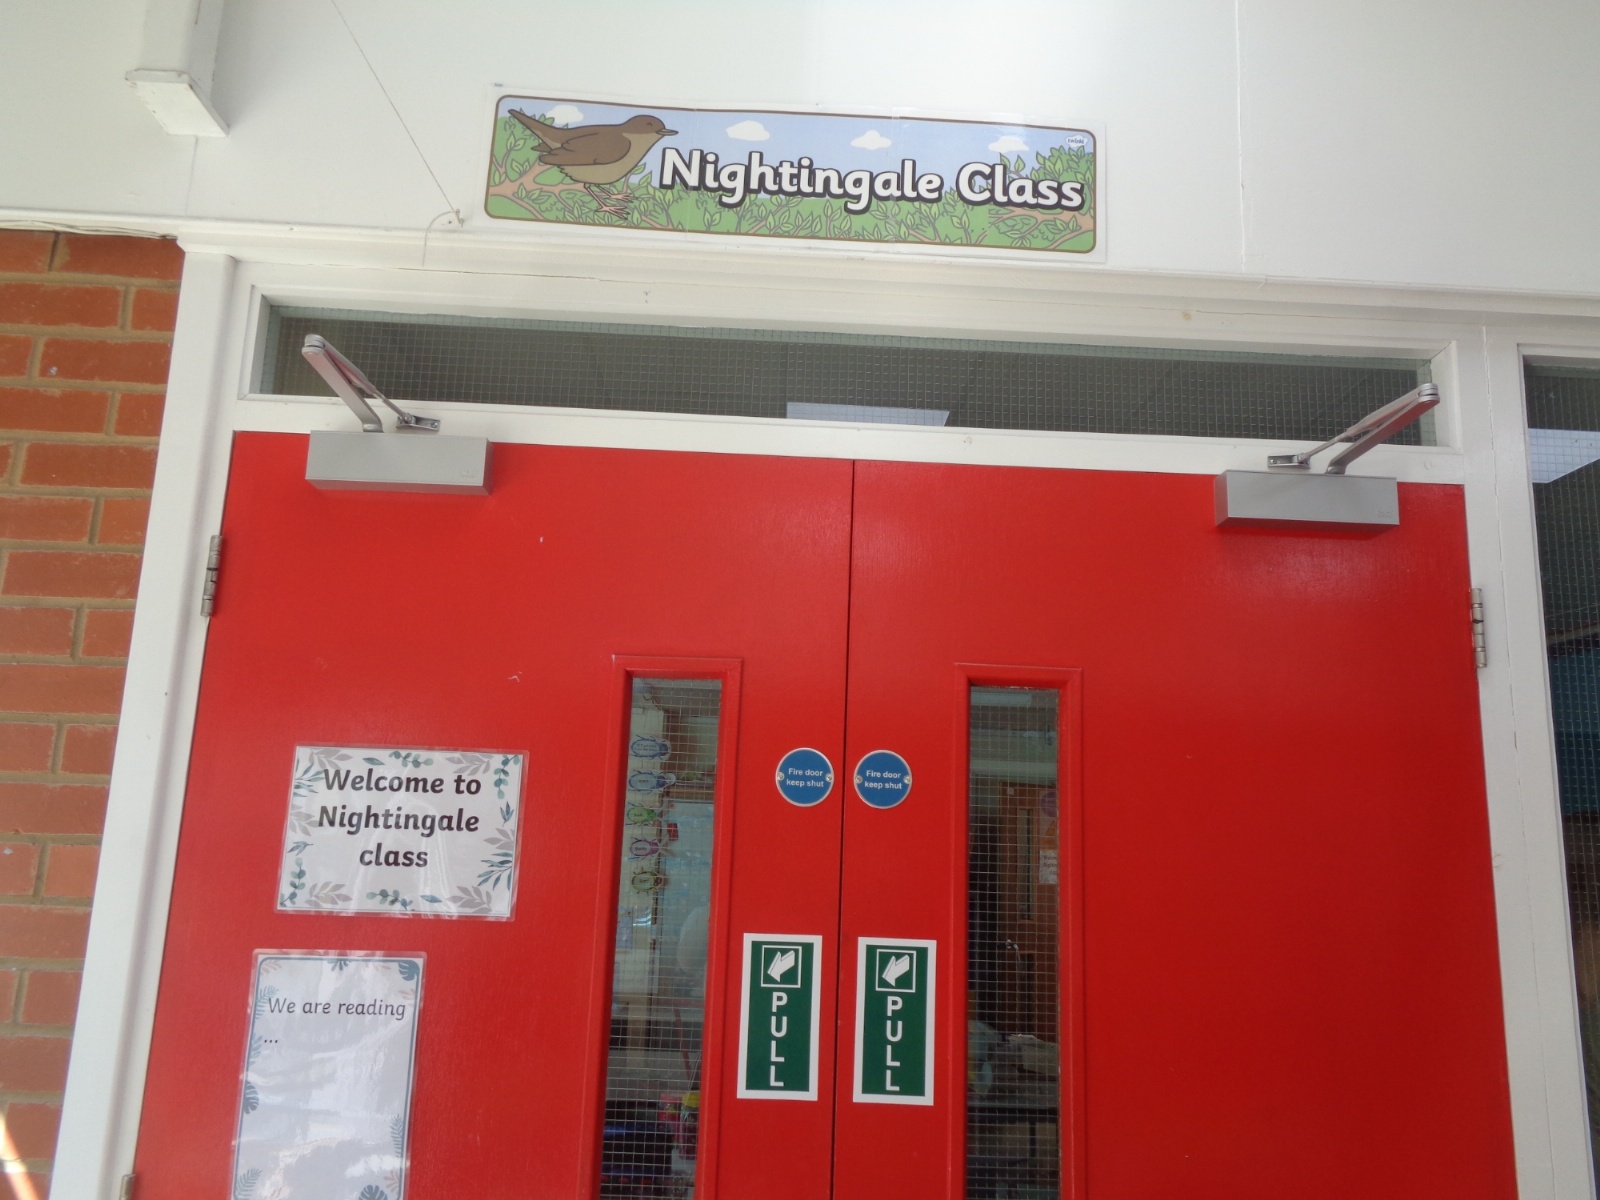 Nightingale Class
Welcome to
Nightingale
class
Fire door
keep shut
Fire door
keep shut
We are reading
...
PULL
PULL